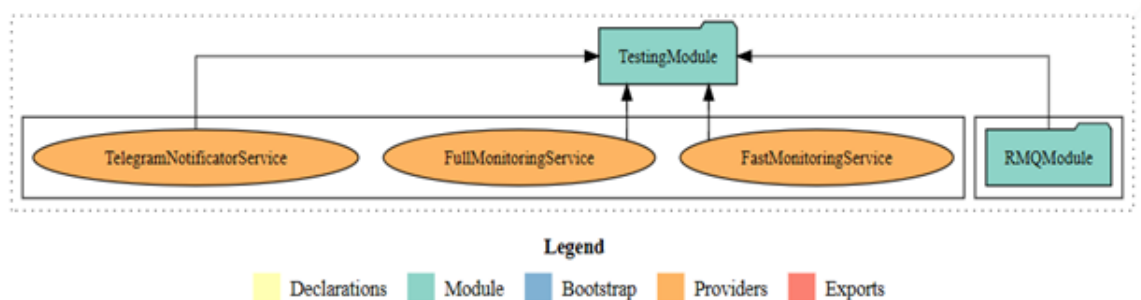 TestingModule
TelegramNotificatorService FullMonitoringService FastMonitoringService RMQModule
Legend
Declarations Module Bootstrap Providers Exports